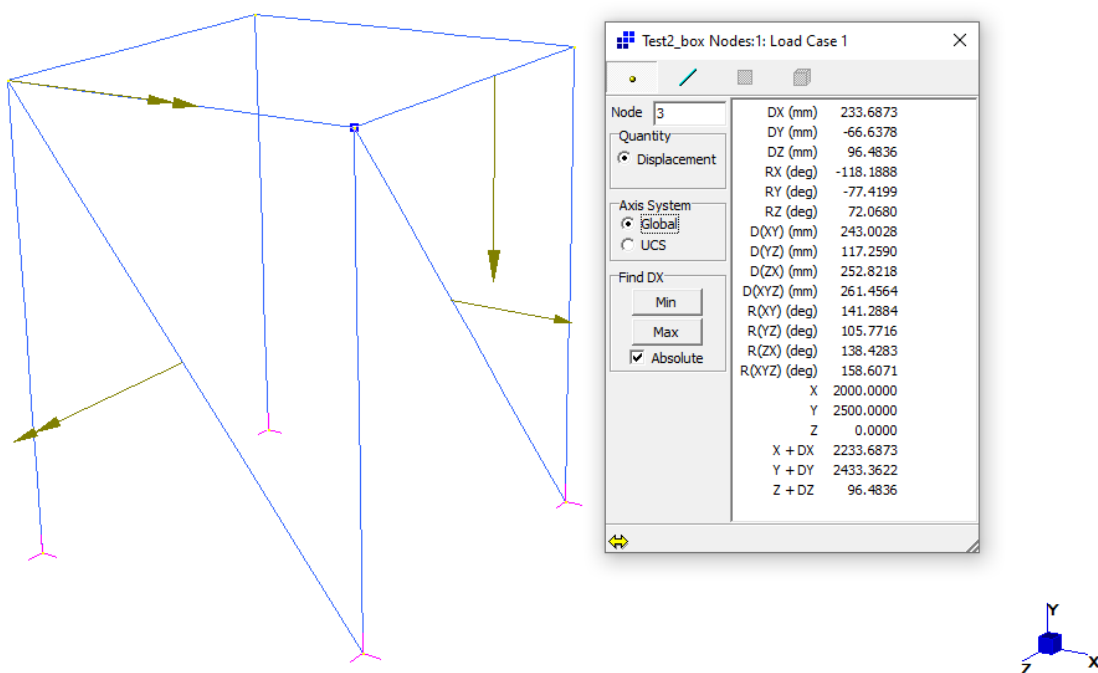 Test2_box Nodes:1: Load Case 1
Node 3
Quantity
Displacement
Axis System
Global
UCS
Find DX
Min
Max
Absolute
DX (mm) 233.6873
DY (mm) -66.6378
DZ (mm) 96.4836
RX (deg) -118.1888
RY (deg) -77.4199
RZ (deg) 72.0680
D(XY) (mm) 243.0028
D(YZ) (mm) 117.2590
D(ZX) (mm) 252.8218
D(XYZ) (mm) 261.4564
R(XY) (deg) 141.2884
R(YZ) (deg) 105.7716
R(ZX) (deg) 138.4283
R(XYZ) (deg) 158.6071
X 2000.0000
Y 2500.0000
Z 0.0000
X + DX 2233.6873
Y + DY 2433.3622
Z + DZ 96.4836
Y
Z
X